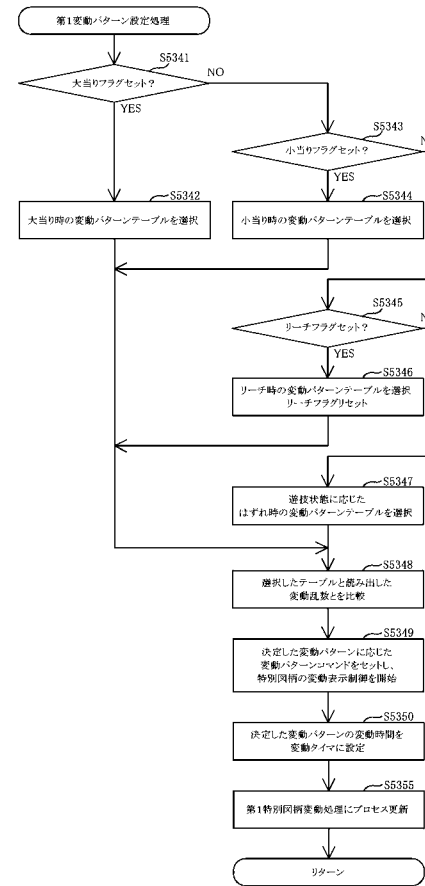 第1変動パターン設定処理
S5341
大当りフラグセット？
NO
YES
S5343
小当りフラグセット？
YES
S5342
大当り時の変動パターンテーブルを選択
S5344
小当り時の変動パターンテーブルを選択
S5345
リーチフラグセット？
YES
S5346
リーチ時の変動パターンテーブルを選択
リーチフラグリセット
S5347
遊技状態に応じた
はずれ時の変動パターンテーブルを選択
S5348
選択したテーブルと読み出した
変動乱数とを比較
S5349
決定した変動パターンに応じた
変動パターンコマンドをセットし、
特別図柄の変動表示制御を開始
S5350
決定した変動パターンの変動時間を
変動タイマに設定
S5355
第1特別図柄変動処理にプロセス更新
リターン